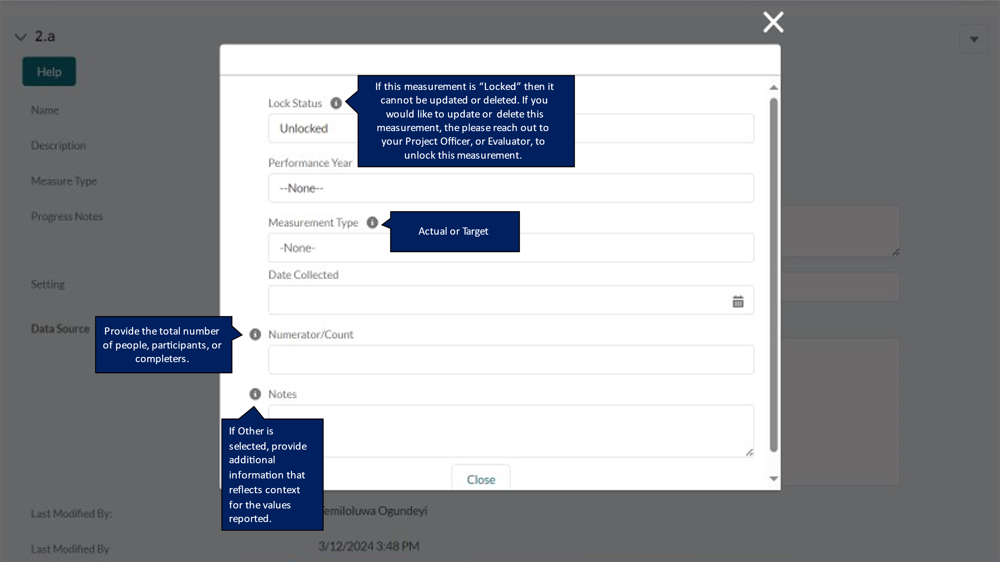 2.a
Help
Name
Description
Measure Type
Progress Notes
Setting
Data Source
Last Modified By:
emiloluwa Ogundeyi
Last Modified By
3/12/2024 3:48 PM
Lock Status
If this measurement is “Locked” then it
cannot be updated or deleted. If you
would like to update or delete this
measurement, the please reach out to
your Project Officer, or Evaluator, to
unlock this measurement.
Unlocked
Performance Year
--None--
Measurement Type
Actual or Target
-None-
Date Collected
Provide the total number
of people, participants, or
completers.
Numerator/Count
Notes
If Other is
selected, provide
additional
information that
reflects context
for the values
reported.
Close